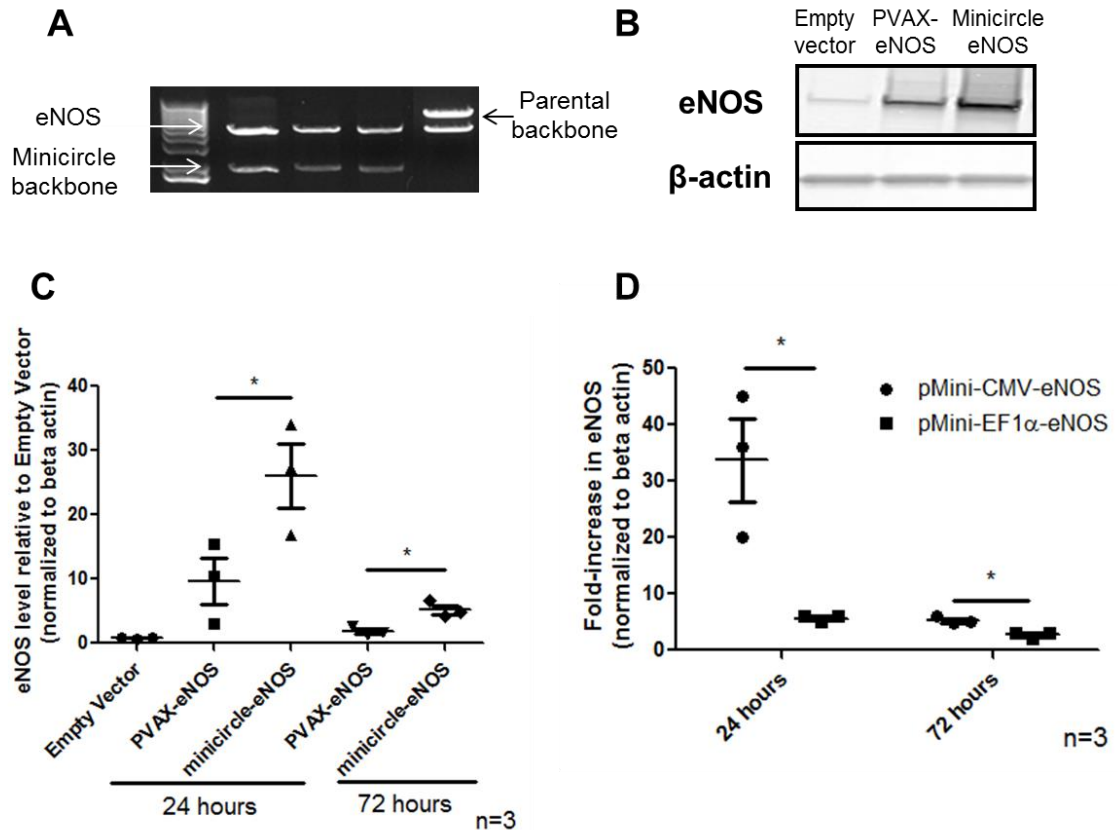 A
eNOS
Minicircle
backbone
Parental
backbone
B
Empty
vector
PVAX-
eNOS
Minicircle
eNOS
eNOS
β-actin
C
eNOS level relative to Empty Vector
(normalized to beta actin)
40
30
20
10
0
*
*
Empty Vector
PVAX-eNOS
minicircle-eNOS
PVAX-eNOS
minicircle-eNOS
24 hours
72 hours
n=3
D
Fold-increase in eNOS
(normalized to beta actin)
50
40
30
20
10
0
*
*
pMini-CMV-eNOS
pMini-EF1α-eNOS
24 hours
72 hours
n=3